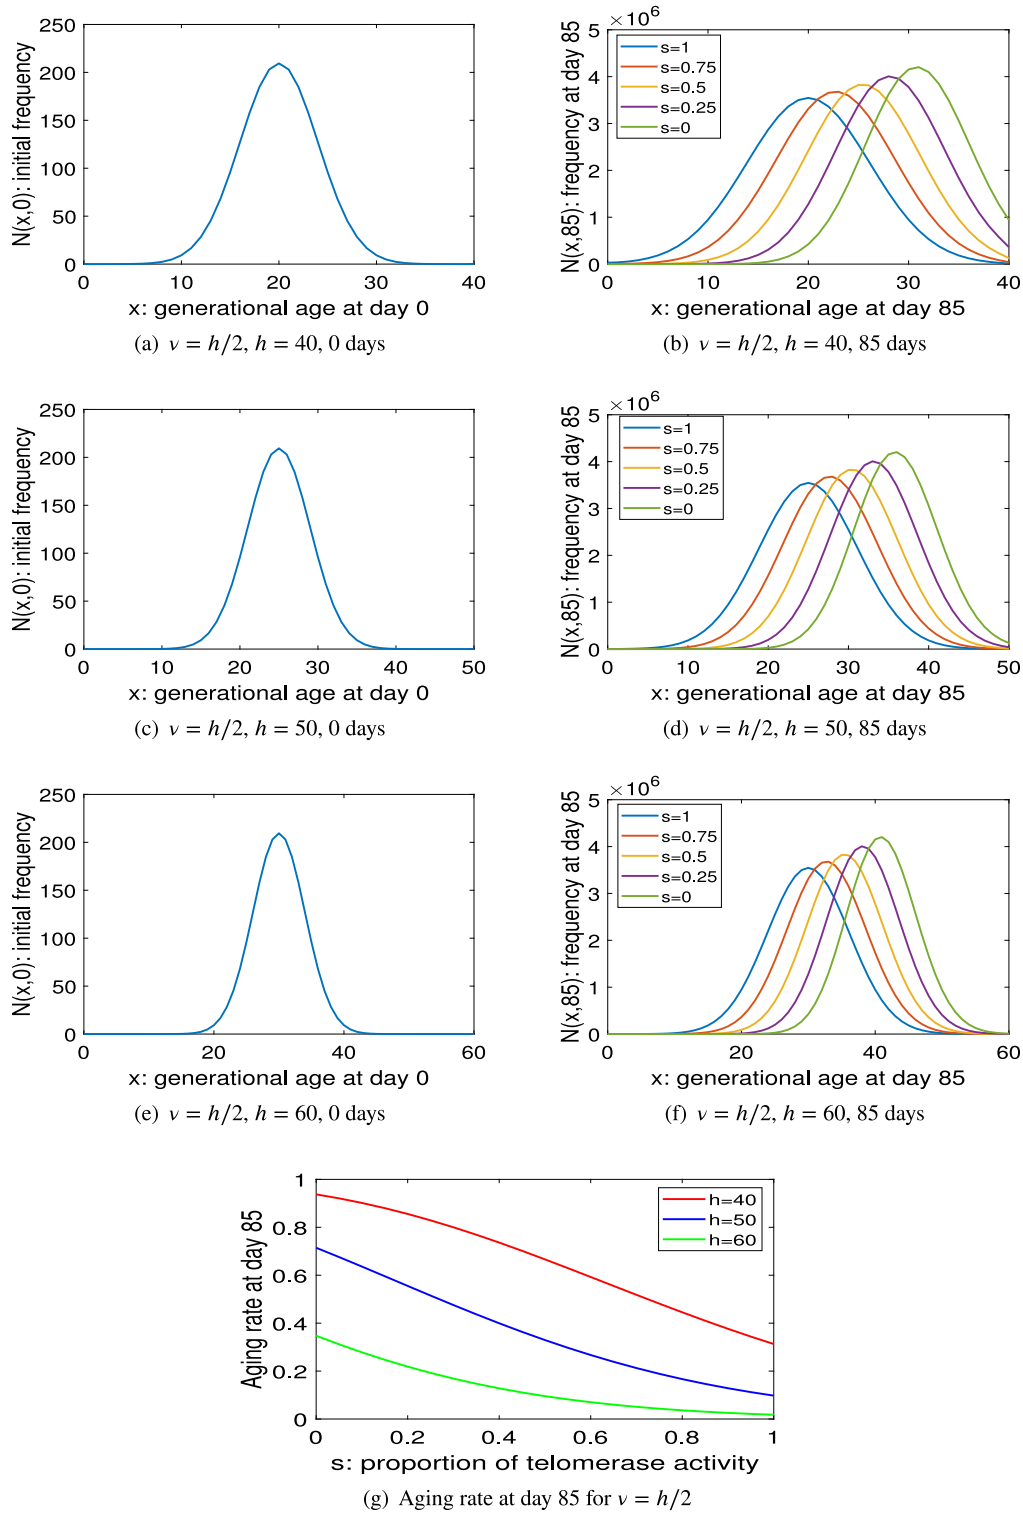 250
200
150
100
50
0
0 10 20 30 40
N(x,0): initial frequency
x: generational age at day 0
(a) ν = h/2, h = 40, 0 days
×10^6
5
4
3
2
1
0
0 10 20 30 40
N(x,85): frequency at day 85
s=1
s=0.75
s=0.5
s=0.25
s=0
x: generational age at day 85
(b) ν = h/2, h = 40, 85 days
250
200
150
100
50
0
0 10 20 30 40 50
N(x,0): initial frequency
x: generational age at day 0
(c) ν = h/2, h = 50, 0 days
×10^6
5
4
3
2
1
0
0 10 20 30 40 50
N(x,85): frequency at day 85
s=1
s=0.75
s=0.5
s=0.25
s=0
x: generational age at day 85
(d) ν = h/2, h = 50, 85 days
250
200
150
100
50
0
0 20 40 60
N(x,0): initial frequency
x: generational age at day 0
(e) ν = h/2, h = 60, 0 days
×10^6
5
4
3
2
1
0
0 20 40 60
N(x,85): frequency at day 85
s=1
s=0.75
s=0.5
s=0.25
s=0
x: generational age at day 85
(f) ν = h/2, h = 60, 85 days
1
0.8
0.6
0.4
0.2
0
0 0.2 0.4 0.6 0.8 1
Aging rate at day 85
h=40
h=50
h=60
s: proportion of telomerase activity
(g) Aging rate at day 85 for ν = h/2